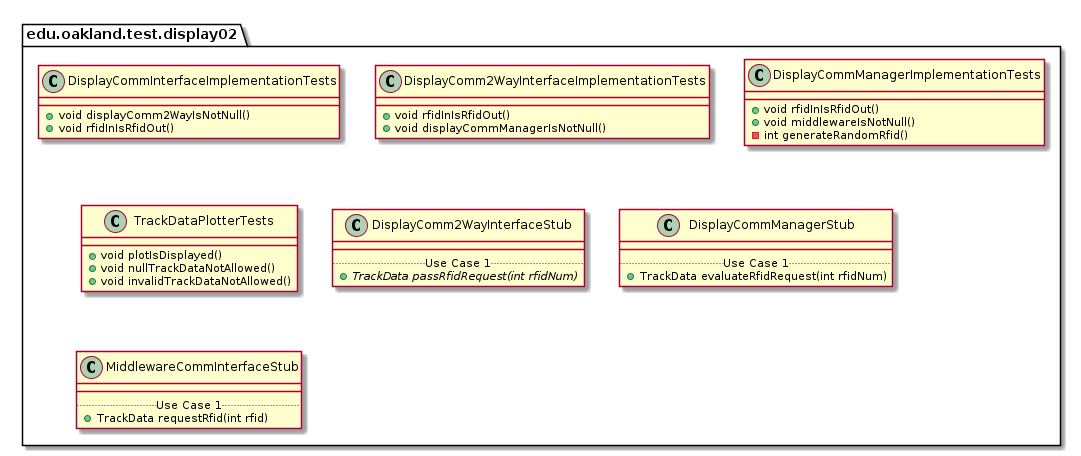 edu.oakland.test.display02
C DisplayCommInterfaceImplementationTests
void displayComm2WayIsNotNull()
void rfidInIsRfidOut()
C DisplayComm2WayInterfaceImplementationTests
void rfidInIsRfidOut()
void displayCommManagerIsNotNull()
C DisplayCommManagerImplementationTests
void rfidInIsRfidOut()
void middlewareIsNotNull()
int generateRandomRfid()
C TrackDataPlotterTests
void plotIsDisplayed()
void nullTrackDataNotAllowed()
void invalidTrackDataNotAllowed()
C DisplayComm2WayInterfaceStub
Use Case 1
TrackData passRfidRequest(int rfidNum)
C DisplayCommManagerStub
Use Case 1
TrackData evaluateRfidRequest(int rfidNum)
C MiddlewareCommInterfaceStub
Use Case 1
TrackData requestRfid(int rfid)